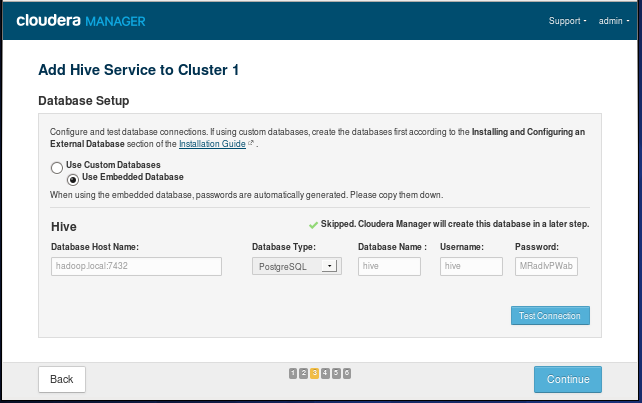 cloudera MANAGER
Support
admin
Add Hive Service to Cluster 1
Database Setup
Configure and test database connections. If using custom databases, create the databases first according to the Installing and Configuring an
External Database section of the Installation Guide .
Use Custom Databases
Use Embedded Database
When using the embedded database, passwords are automatically generated. Please copy them down.
Hive
Skipped. Cloudera Manager will create this database in a later step.
Database Host Name: Database Type: Database Name : Username: Password:
hadoop.local:7432 PostgreSQL hive hive
Test Connection
Back
1 2 3 4 5 6
Continue